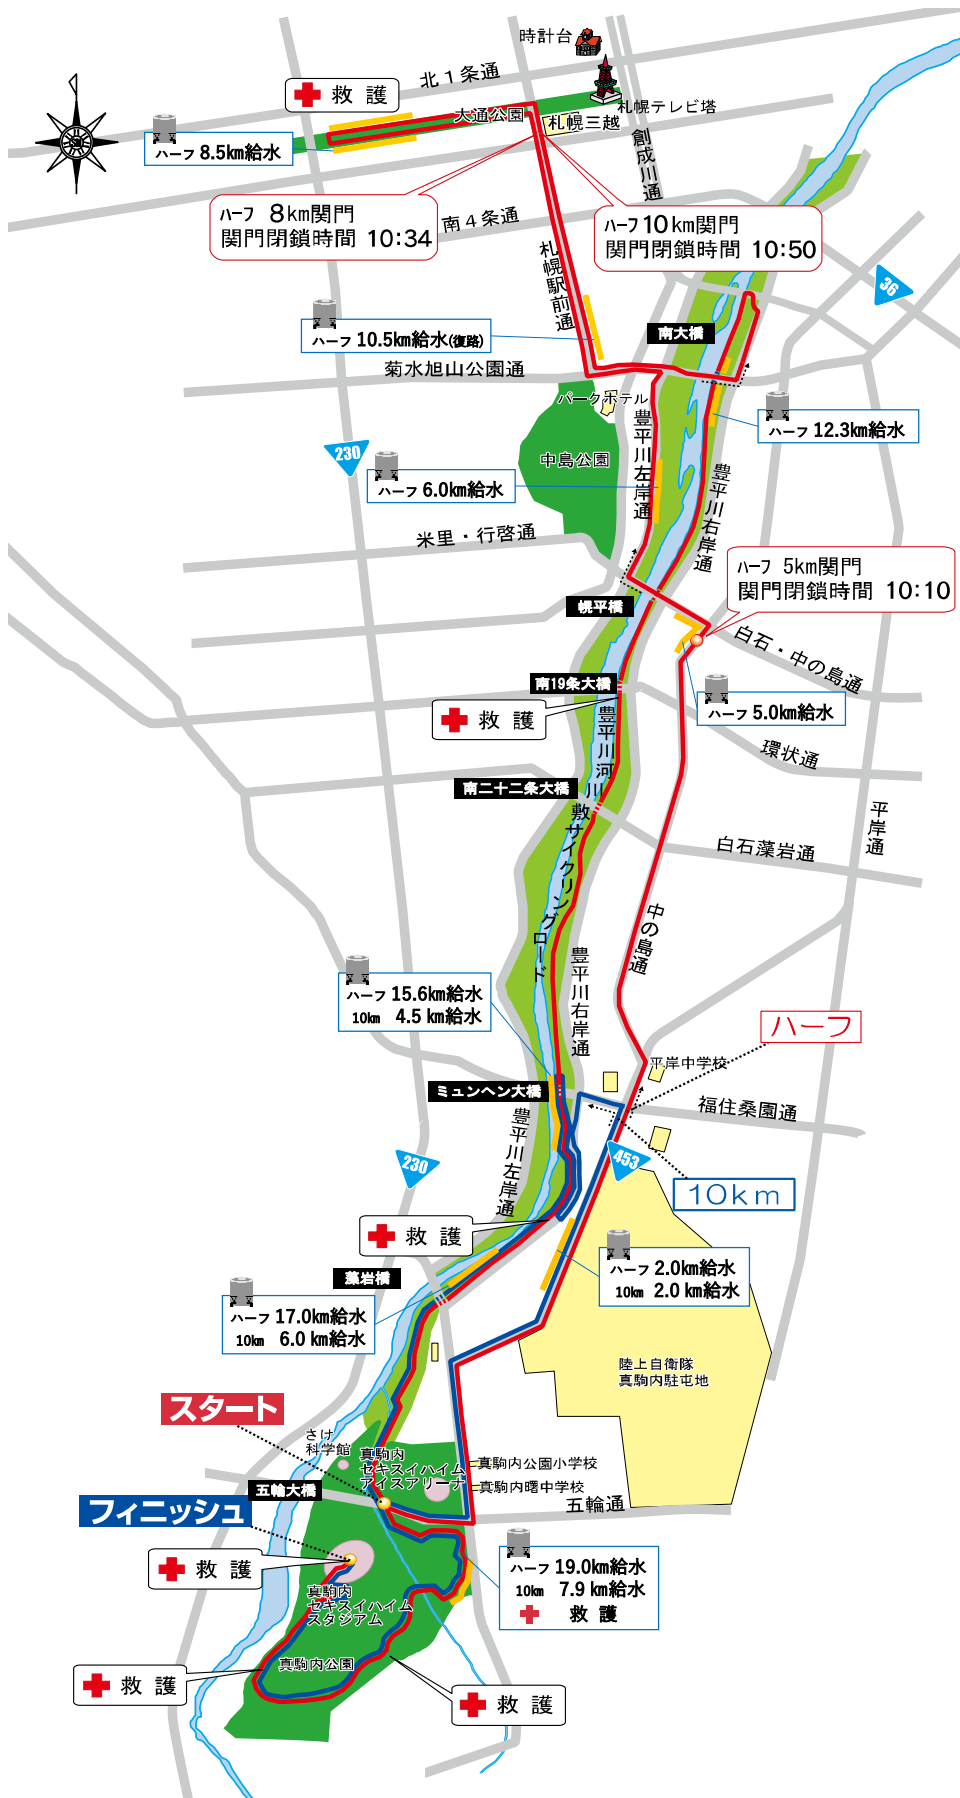 時計台
北1条通
救護
大通公園
札幌テレビ塔
札幌三越
ハーフ 8.5km給水
創成川通
ハーフ 8km関門
関門閉鎖時間 10:34
南4条通
ハーフ 10km関門
関門閉鎖時間 10:50
札幌駅前通
36
ハーフ 10.5km給水(復路)
南大橋
菊水旭山公園通
パークホテル
ハーフ 12.3km給水
豊平川左岸通
230
中島公園
ハーフ 6.0km給水
豊平川右岸通
米里・行啓通
ハーフ 5km関門
関門閉鎖時間 10:10
幌平橋
白石・中の島通
南19条大橋
救護
ハーフ 5.0km給水
豊平川河川敷サイクリングロード
環状通
南二十二条大橋
平岸通
白石藻岩通
中の島通
豊平川右岸通
ハーフ 15.6km給水
10km 4.5km給水
ハーフ
平岸中学校
ミュンヘン大橋
福住桑園通
豊平川左岸通
230
453
10km
救護
ハーフ 2.0km給水
10km 2.0km給水
藻岩橋
ハーフ 17.0km給水
10km 6.0km給水
陸上自衛隊
真駒内駐屯地
スタート
さけ
科学館
真駒内
セキスイハイム
アイスアリーナ
真駒内公園小学校
真駒内曙中学校
五輪大橋
五輪通
フィニッシュ
救護
ハーフ 19.0km給水
10km 7.9km給水
救護
真駒内
セキスイハイム
スタジアム
真駒内公園
救護
救護